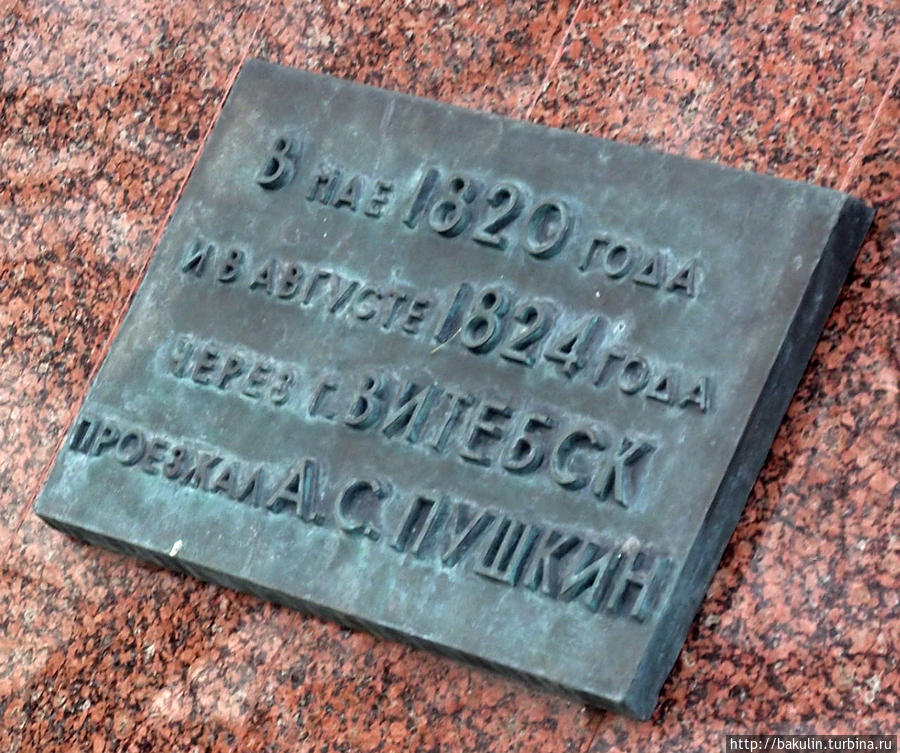 В МАЕ 1820 ГОДА
И В АВГУСТЕ 1824 ГОДА
ЧЕРЕЗ Г. ВИТЕБСК
ПРОЕЗЖАЛ А.С. ПУШКИН
http://bakulin.turbina.ru